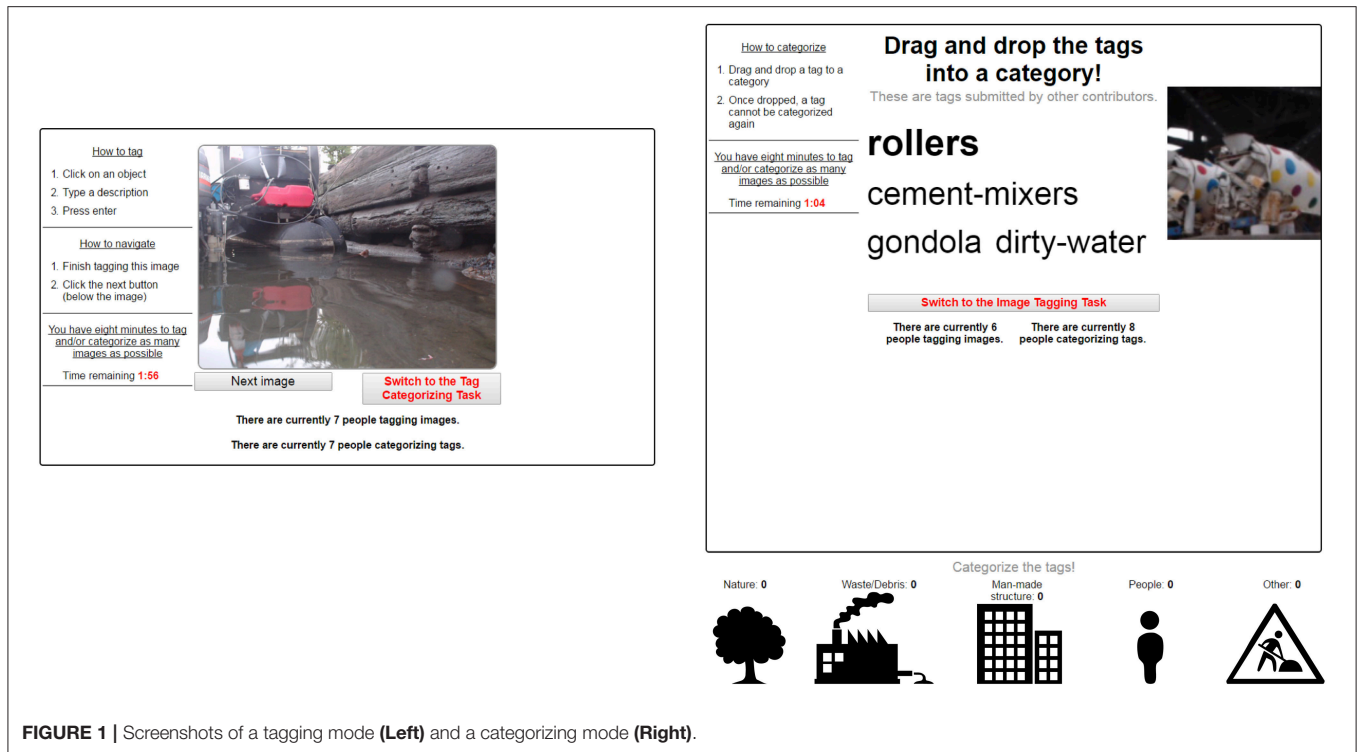 How to tag
1. Click on an object
2. Type a description
3. Press enter
How to navigate
1. Finish tagging this image
2. Click the next button
(below the image)
You have eight minutes to tag
and/or categorize as many
images as possible
Time remaining 1:56
Next image
Switch to the Tag
Categorizing Task
There are currently 7 people tagging images.
There are currently 7 people categorizing tags.
How to categorize
1. Drag and drop a tag to a
category
2. Once dropped, a tag
cannot be categorized
again
You have eight minutes to tag
and/or categorize as many
images as possible
Time remaining 1:04
Drag and drop the tags
into a category!
These are tags submitted by other contributors.
rollers
cement-mixers
gondola dirty-water
Switch to the Image Tagging Task
There are currently 6
people tagging images.
There are currently 8
people categorizing tags.
Categorize the tags!
Nature: 0
Waste/Debris: 0
Man-made
structure: 0
People: 0
Other: 0
FIGURE 1 | Screenshots of a tagging mode (Left) and a categorizing mode (Right).